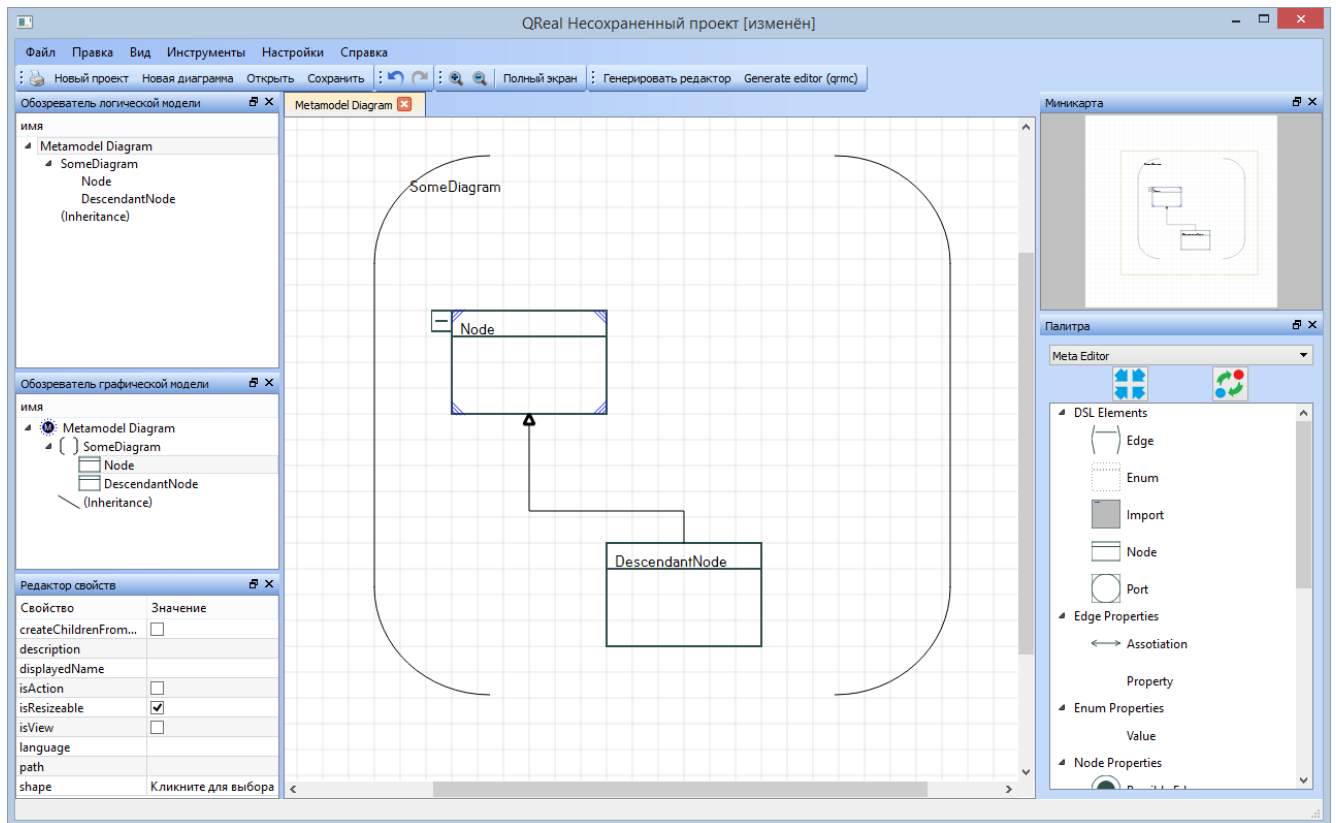 QReal Несохраненный проект [изменён]
Файл Правка Вид Инструменты Настройки Справка
Новый проект Новая диаграмма Открыть Сохранить Полный экран Генерировать редактор Generate editor (qrmc)
Обозреватель логической модели
имя
Metamodel Diagram
SomeDiagram
Node
DescendantNode
(Inheritance)
Обозреватель графической модели
имя
Metamodel Diagram
SomeDiagram
Node
DescendantNode
(Inheritance)
Редактор свойств
Свойство Значение
createChildrenFrom...
description
displayedName
isAction
isResizeable
isView
language
path
shape Кликните для выбора
Metamodel Diagram
SomeDiagram
Node
DescendantNode
Миникарта
Палитра
Meta Editor
DSL Elements
Edge
Enum
Import
Node
Port
Edge Properties
Assotiation
Property
Enum Properties
Value
Node Properties